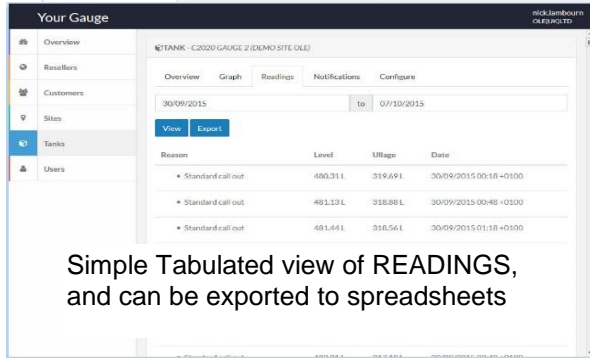 Your Gauge
nick.lambourn
OLE(UK)LTD
Overview
Resellers
Customers
Sites
Tanks
Users
TANK - C2020 GAUGE 2 (DEMO SITE OLE)
Overview Graph Readings Notifications Configure
30/09/2015 to 07/10/2015
View Export
Reason Level Ullage Date
• Standard call out 480.31 L 319.69 L 30/09/2015 00:18 +0100
• Standard call out 481.13 L 318.88 L 30/09/2015 00:48 +0100
• Standard call out 481.44 L 318.56 L 30/09/2015 01:18 +0100
Simple Tabulated view of READINGS,
and can be exported to spreadsheets